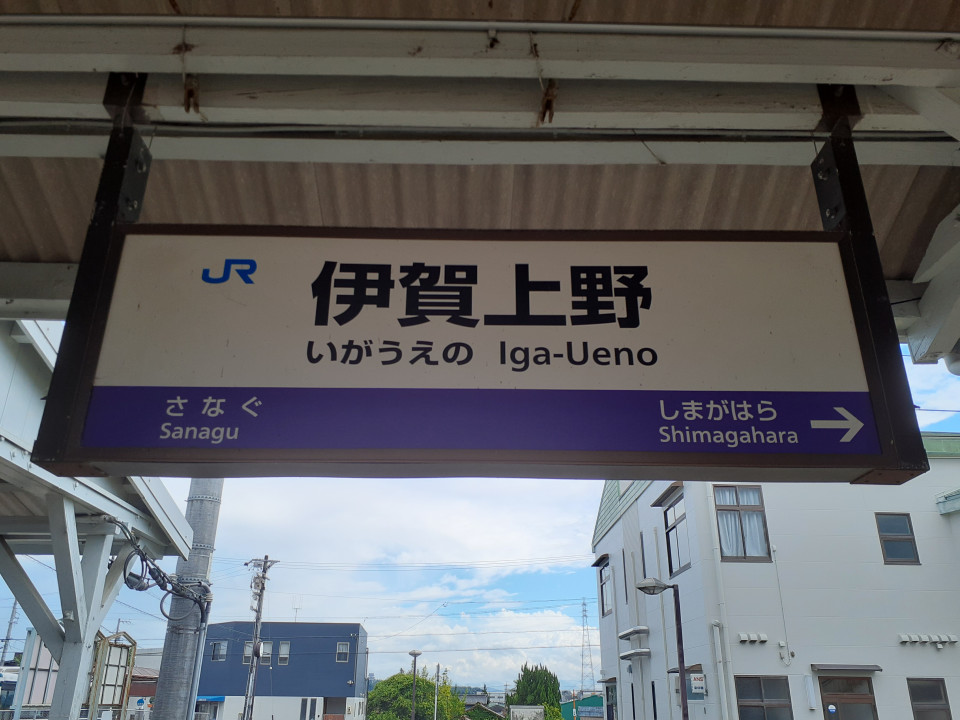 JR
伊賀上野
いがうえの Iga-Ueno
さなぐ
Sanagu
しまがはら
Shimagahara →